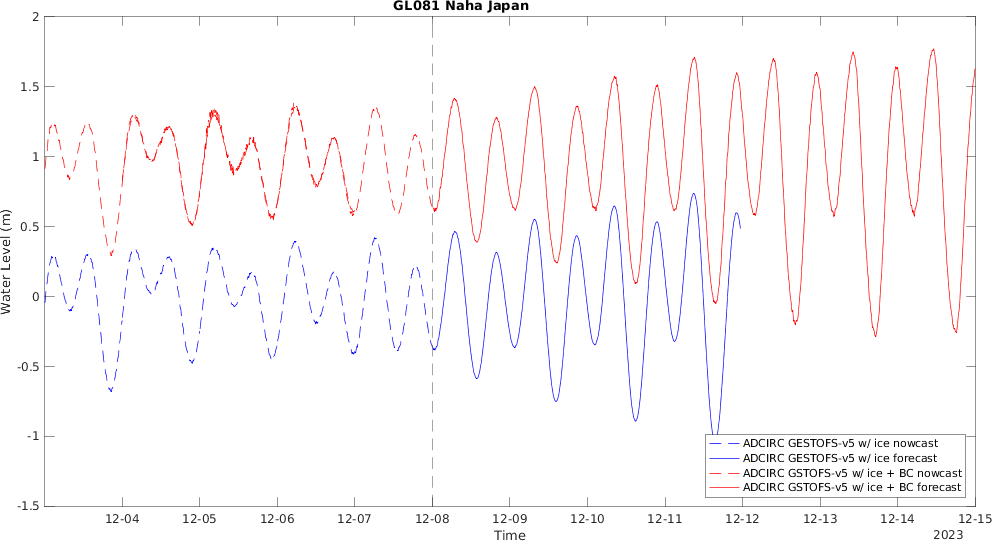 GL081 Naha Japan
2
1.5
1
0.5
0
-0.5
-1
-1.5
Water Level (m)
12-04 12-05 12-06 12-07 12-08 12-09 12-10 12-11 12-12 12-13 12-14 12-15
Time
2023
ADCIRC GESTOFS-v5 w/ ice nowcast
ADCIRC GESTOFS-v5 w/ ice forecast
ADCIRC GSTOFS-v5 w/ ice + BC nowcast
ADCIRC GSTOFS-v5 w/ ice + BC forecast